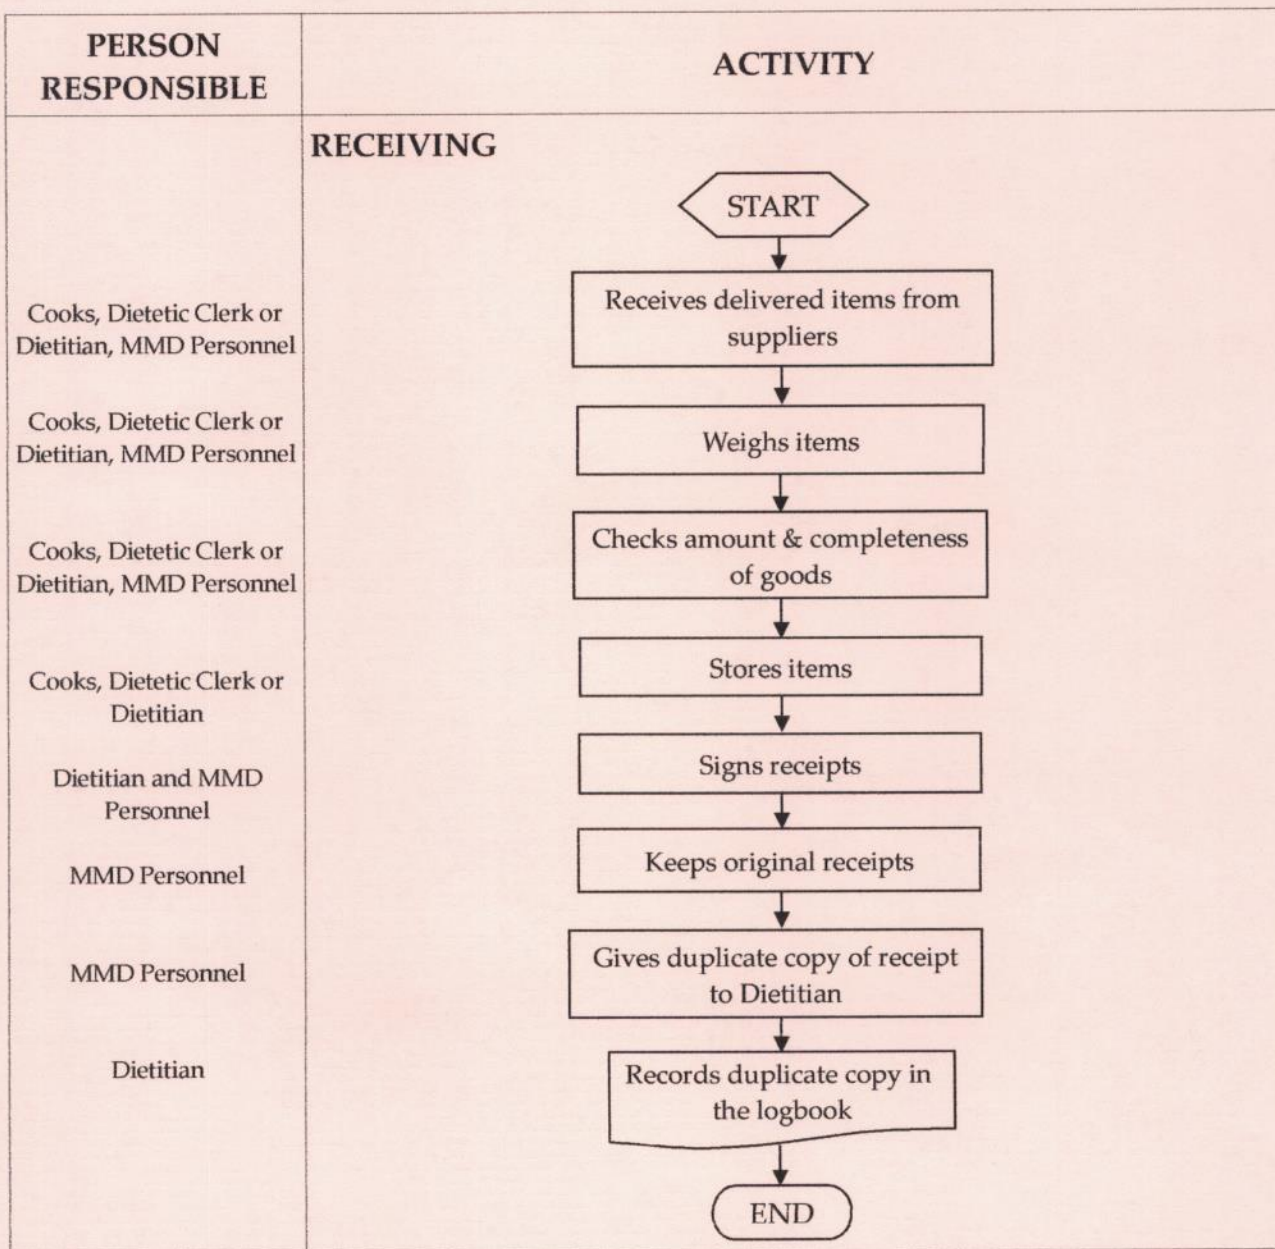 PERSON
RESPONSIBLE
ACTIVITY
RECEIVING
START
Cooks, Dietetic Clerk or
Dietitian, MMD Personnel
Receives delivered items from
suppliers
Cooks, Dietetic Clerk or
Dietitian, MMD Personnel
Weighs items
Cooks, Dietetic Clerk or
Dietitian, MMD Personnel
Checks amount & completeness
of goods
Cooks, Dietetic Clerk or
Dietitian
Stores items
Dietitian and MMD
Personnel
Signs receipts
MMD Personnel
Keeps original receipts
MMD Personnel
Gives duplicate copy of receipt
to Dietitian
Dietitian
Records duplicate copy in
the logbook
END